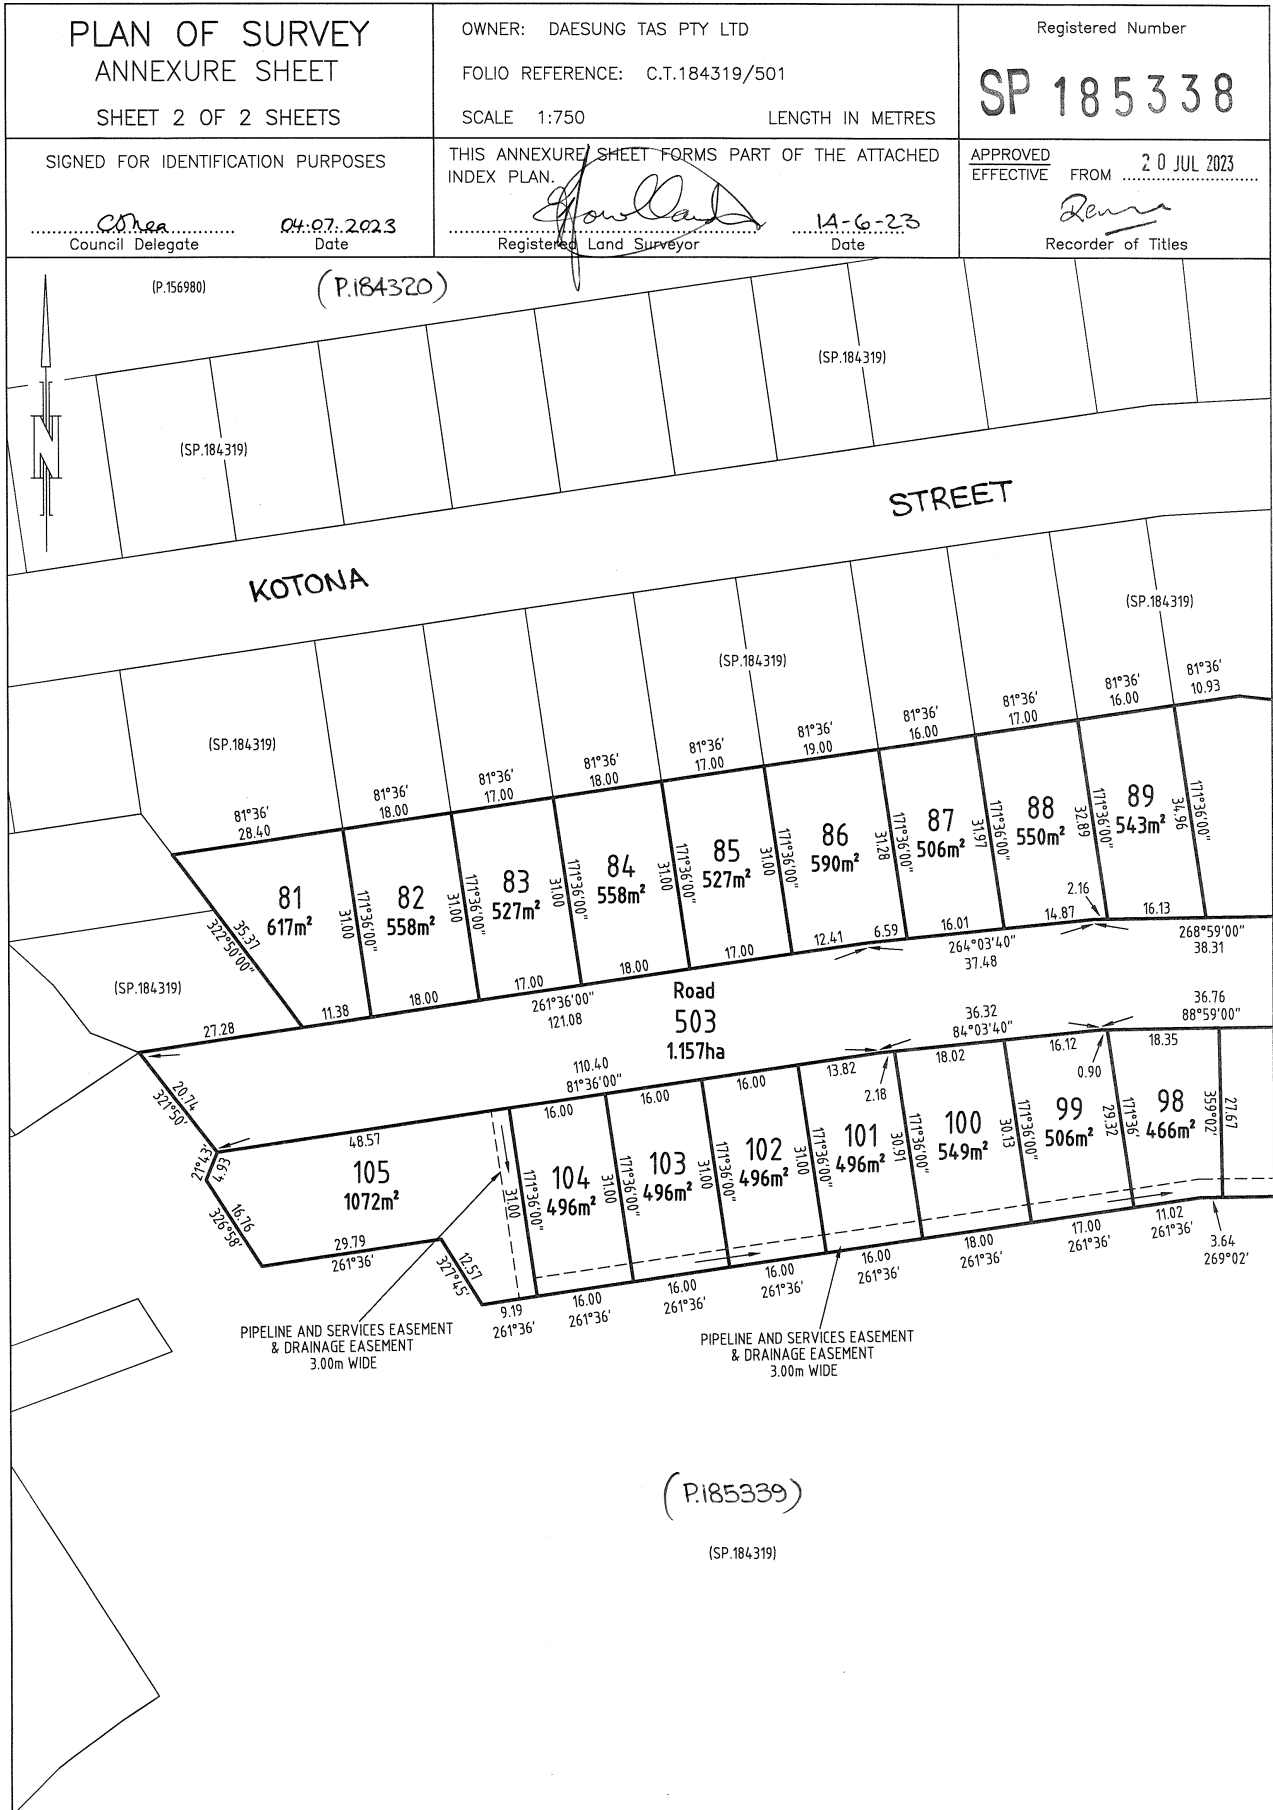 PLAN OF SURVEY
ANNEXURE SHEET
SHEET 2 OF 2 SHEETS
OWNER: DAESUNG TAS PTY LTD
FOLIO REFERENCE: C.T.184319/501
SCALE 1:750 LENGTH IN METRES
Registered Number
SP 185338
SIGNED FOR IDENTIFICATION PURPOSES
04.07.2023
Council Delegate Date
THIS ANNEXURE SHEET FORMS PART OF THE ATTACHED
INDEX PLAN.
14-6-23
Registered Land Surveyor Date
APPROVED
EFFECTIVE FROM 20 JUL 2023
Recorder of Titles
(P.156980)
(P.184320)
N
(SP.184319)
(SP.184319)
STREET
KOTONA
(SP.184319)
(SP.184319)
(SP.184319)
81°36'
28.40
81°36'
18.00
81°36'
17.00
81°36'
18.00
81°36'
17.00
81°36'
19.00
81°36'
16.00
81°36'
17.00
81°36'
16.00
81°36'
10.93
81
617m²
82
558m²
83
527m²
84
558m²
85
527m²
86
590m²
87
506m²
88
550m²
89
543m²
35.37
322°50'00"
31.00
171°36'00"
31.00
171°36'00"
31.00
171°36'00"
31.00
171°36'00"
31.00
171°36'00"
31.28
171°36'00"
31.97
171°36'00"
32.89
171°36'00"
34.96
171°36'00"
(SP.184319)
27.28
11.38
18.00
17.00
18.00
17.00
12.41
6.59
16.01
14.87
2.16
16.13
261°36'00"
121.08
264°03'40"
37.48
268°59'00"
38.31
Road
503
1.157ha
110.40
81°36'00"
36.32
84°03'40"
36.76
88°59'00"
20.74
321°50'
21°43'
4.93
16.76
326°58'
48.57
16.00
16.00
16.00
13.82
2.18
18.02
16.12
0.90
18.35
105
1072m²
104
496m²
103
496m²
102
496m²
101
496m²
100
549m²
99
506m²
98
466m²
31.00
171°36'00"
31.00
171°36'00"
31.00
171°36'00"
31.00
171°36'00"
30.91
171°36'00"
30.13
171°36'00"
29.32
171°36'
359°02'
27.67
29.79
261°36'
12.57
327°45'
9.19
261°36'
16.00
261°36'
16.00
261°36'
16.00
261°36'
16.00
261°36'
18.00
261°36'
17.00
261°36'
11.02
261°36'
3.64
269°02'
PIPELINE AND SERVICES EASEMENT
& DRAINAGE EASEMENT
3.00m WIDE
PIPELINE AND SERVICES EASEMENT
& DRAINAGE EASEMENT
3.00m WIDE
(P.185339)
(SP.184319)